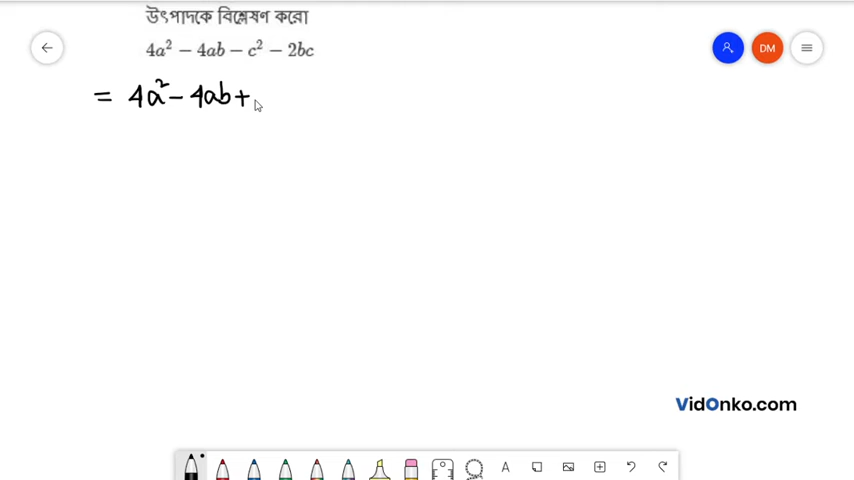 উৎপাদকে বিশ্লেষণ করো
4a² − 4ab − c² − 2bc
= 4a² − 4ab +
DM
A
VidOnko.com